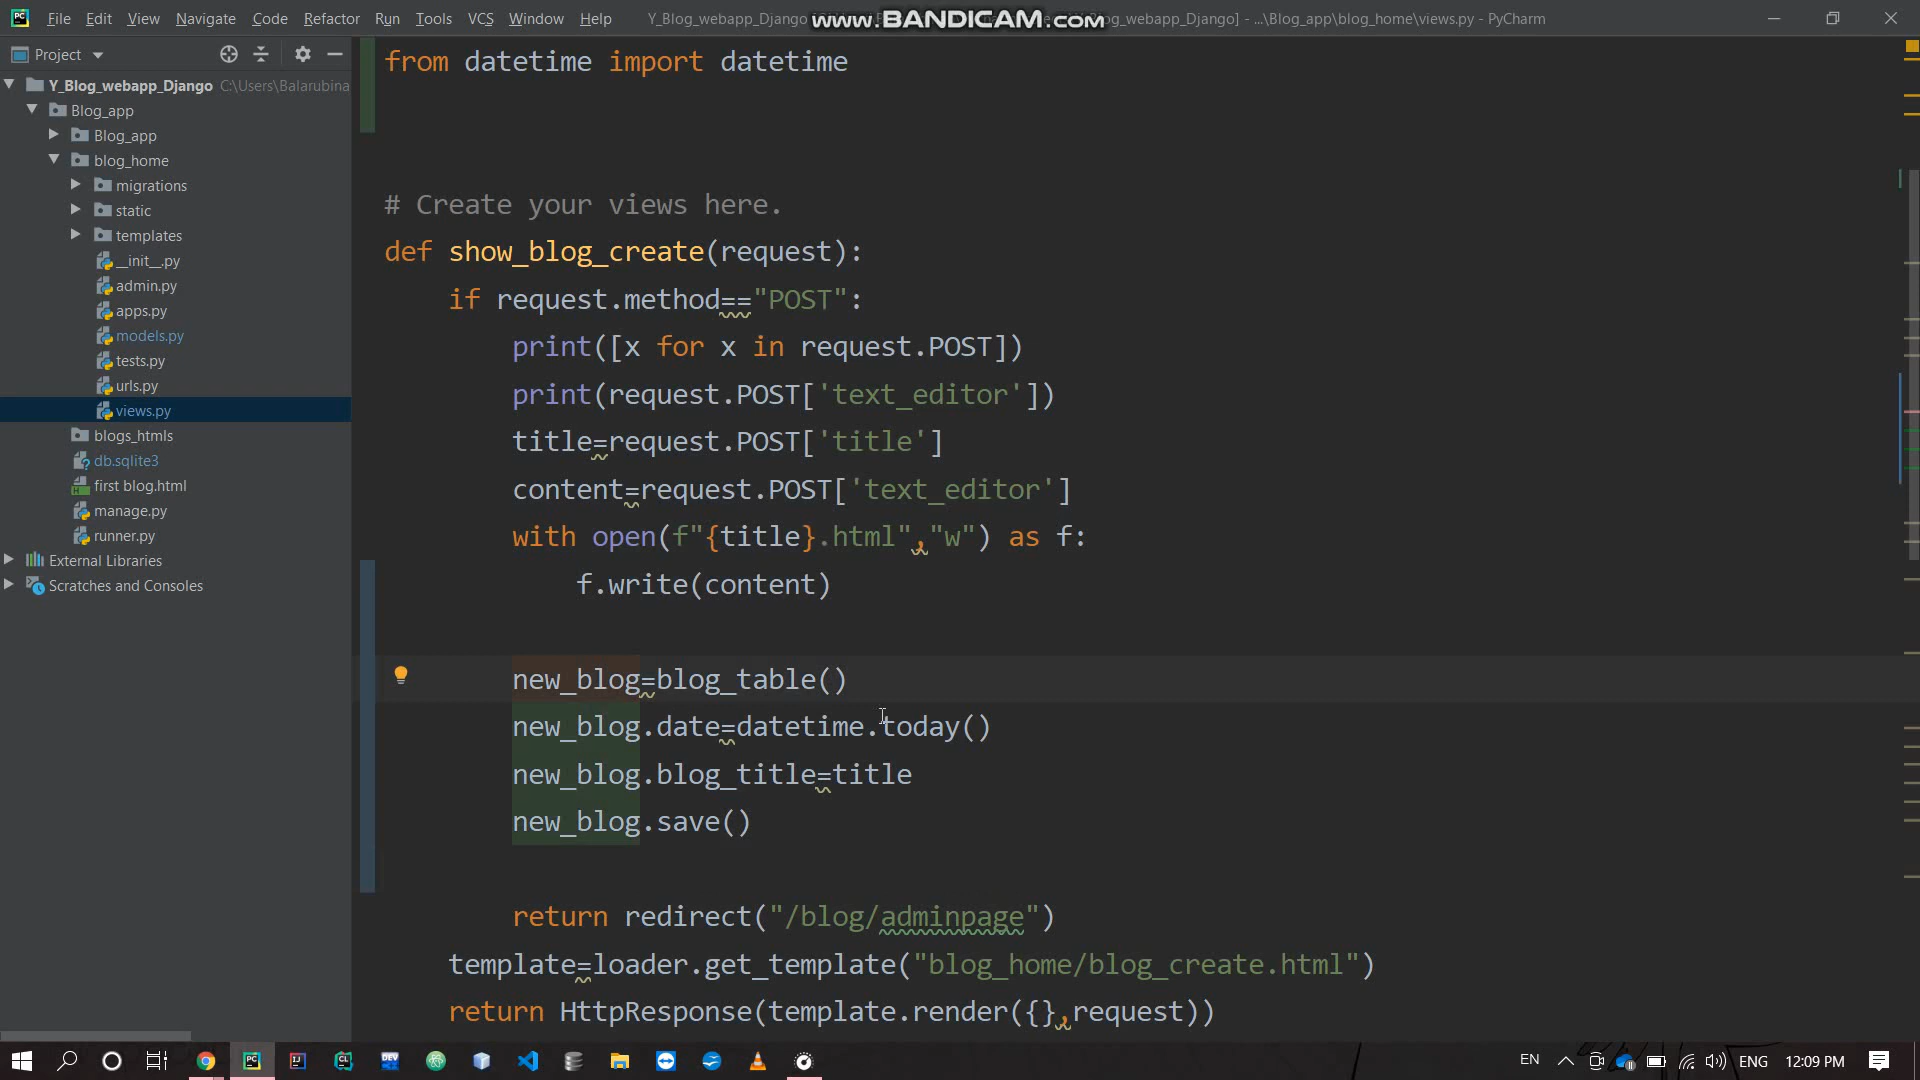 File Edit View Navigate Code Refactor Run Tools VCS Window Help Y_Blog_webapp_Django [ _Blog_webapp_Django] - ...\Blog_app\blog_home\views.py - PyCharm
www.BANDICAM.com
Project
Y_Blog_webapp_Django C:\Users\Balarubina
Blog_app
Blog_app
blog_home
migrations
static
templates
__init__.py
admin.py
apps.py
models.py
tests.py
urls.py
views.py
blogs_htmls
db.sqlite3
first blog.html
manage.py
runner.py
External Libraries
Scratches and Consoles
from datetime import datetime
# Create your views here.
def show_blog_create(request):
if request.method=="POST":
print([x for x in request.POST])
print(request.POST['text_editor'])
title=request.POST['title']
content=request.POST['text_editor']
with open(f"{title}.html","w") as f:
f.write(content)
new_blog=blog_table()
new_blog.date=datetime.today()
new_blog.blog_title=title
new_blog.save()
return redirect("/blog/adminpage")
template=loader.get_template("blog_home/blog_create.html")
return HttpResponse(template.render({},request))
EN ENG 12:09 PM